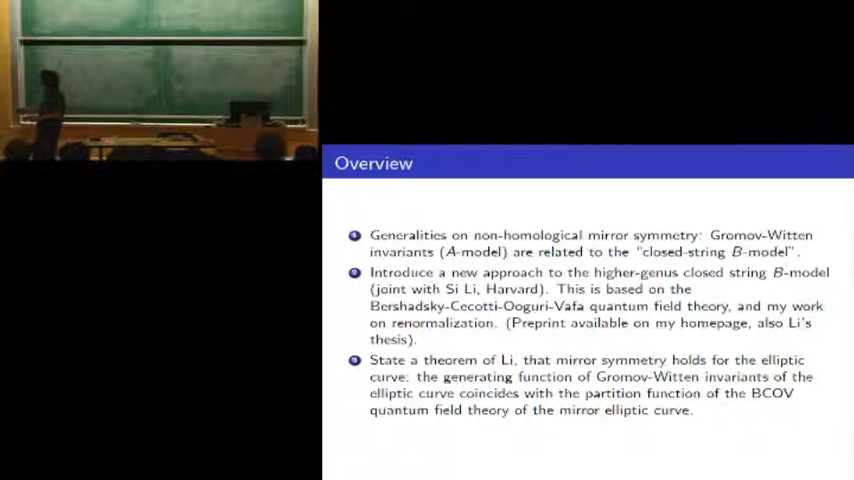 Overview
1 Generalities on non-homological mirror symmetry: Gromov-Witten
invariants (A-model) are related to the "closed-string B-model".
2 Introduce a new approach to the higher-genus closed string B-model
(joint with Si Li, Harvard). This is based on the
Bershadsky-Cecotti-Ooguri-Vafa quantum field theory, and my work
on renormalization. (Preprint available on my homepage, also Li's
thesis).
3 State a theorem of Li, that mirror symmetry holds for the elliptic
curve: the generating function of Gromov-Witten invariants of the
elliptic curve coincides with the partition function of the BCOV
quantum field theory of the mirror elliptic curve.